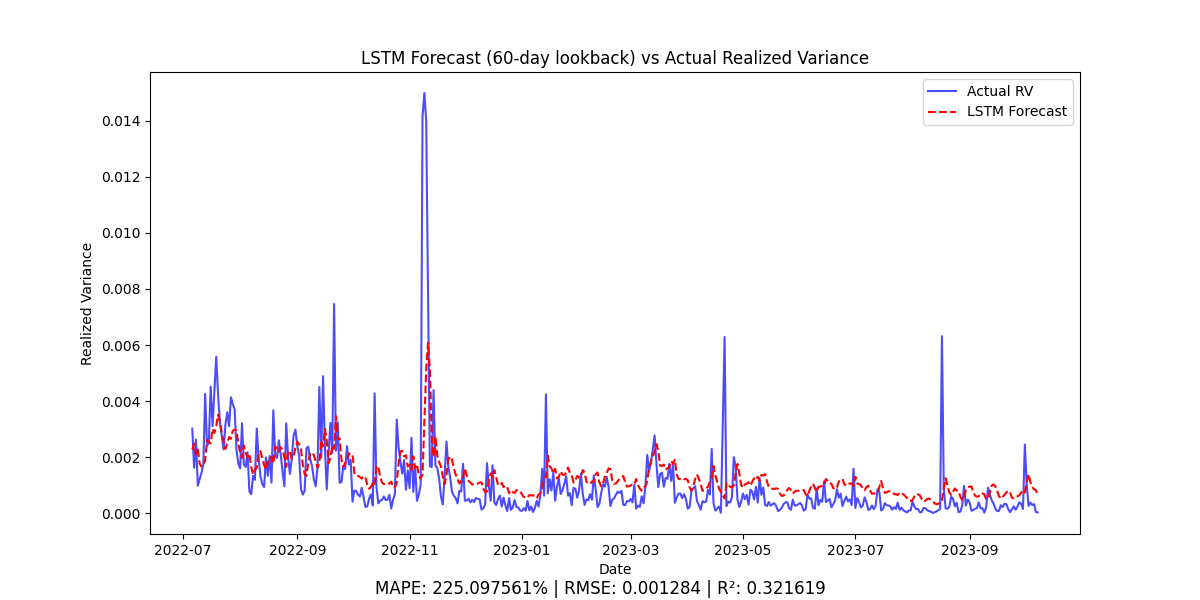 LSTM Forecast (60-day lookback) vs Actual Realized Variance
Actual RV
LSTM Forecast
0.014
0.012
0.010
0.008
0.006
0.004
0.002
0.000
Realized Variance
2022-07 2022-09 2022-11 2023-01 2023-03 2023-05 2023-07 2023-09
Date
MAPE: 225.097561% | RMSE: 0.001284 | R²: 0.321619